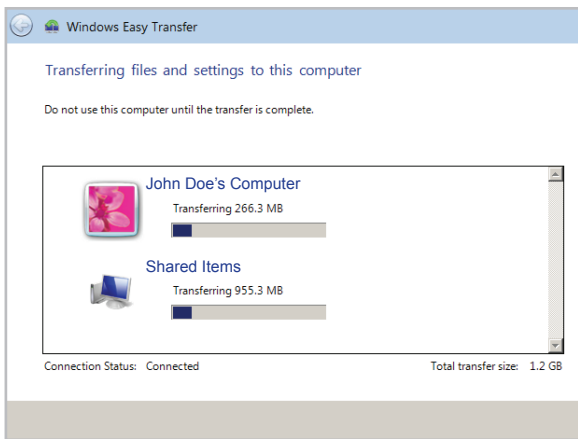 Windows Easy Transfer
Transferring files and settings to this computer
Do not use this computer until the transfer is complete.
John Doe's Computer
Transferring 266.3 MB
Shared Items
Transferring 955.3 MB
Connection Status: Connected Total transfer size: 1.2 GB